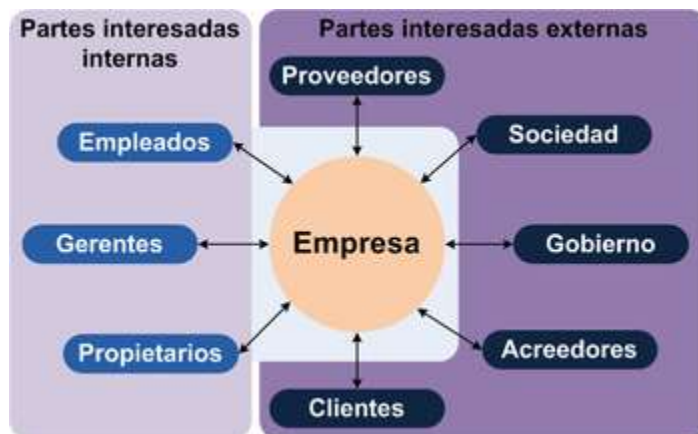 Partes interesadas
internas
Partes interesadas externas
Proveedores
Empleados
Sociedad
Gerentes
Empresa
Gobierno
Propietarios
Acreedores
Clientes